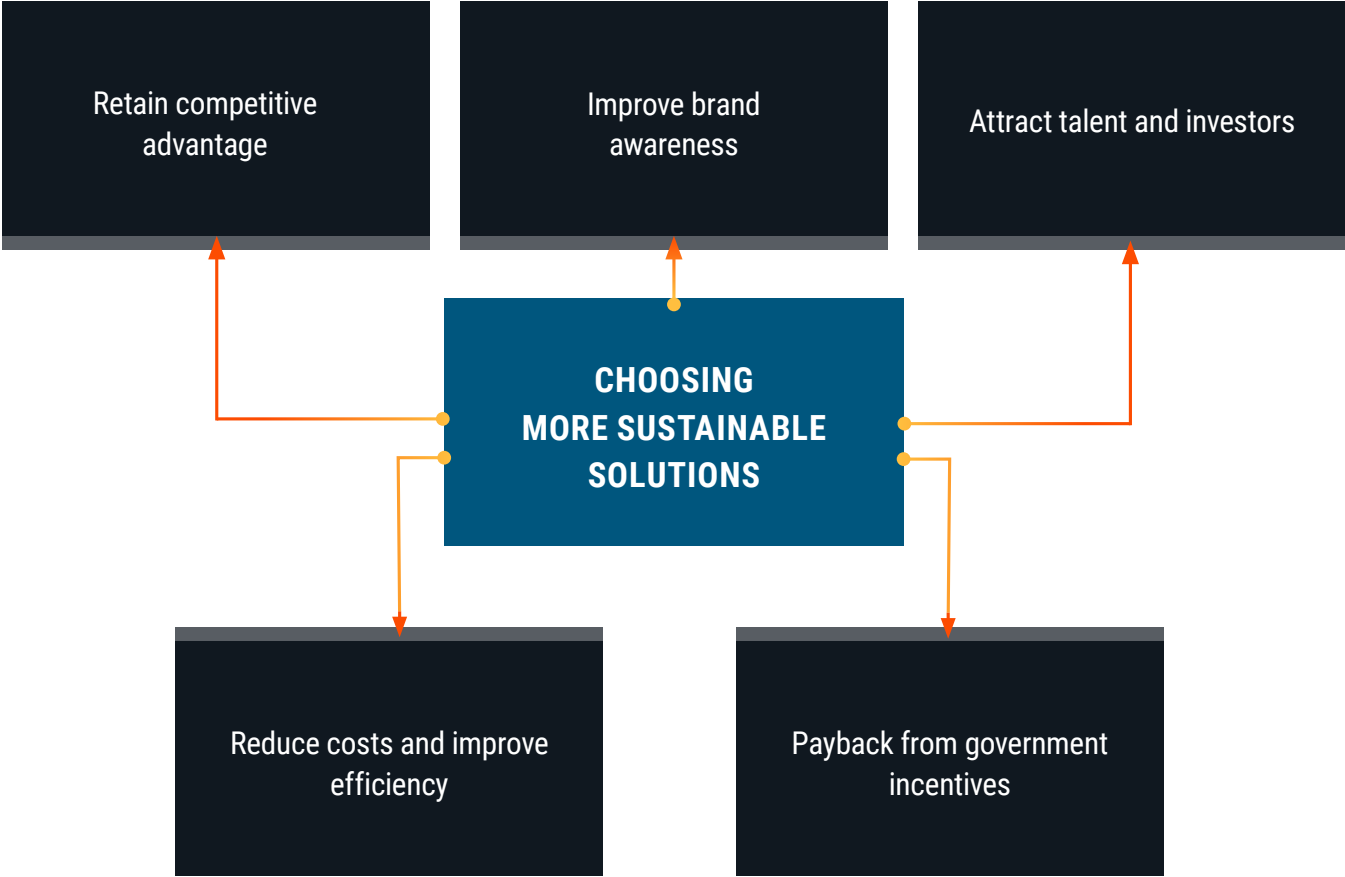 Retain competitive
advantage
Improve brand
awareness
Attract talent and investors
CHOOSING
MORE SUSTAINABLE
SOLUTIONS
Reduce costs and improve
efficiency
Payback from government
incentives